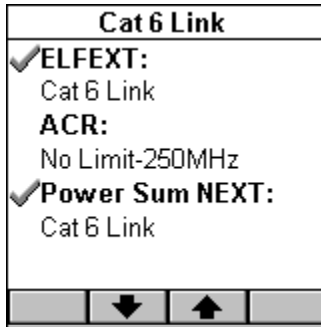 Cat 6 Link
ELFEXT:
Cat 6 Link
ACR:
No Limit-250MHz
Power Sum NEXT:
Cat 6 Link